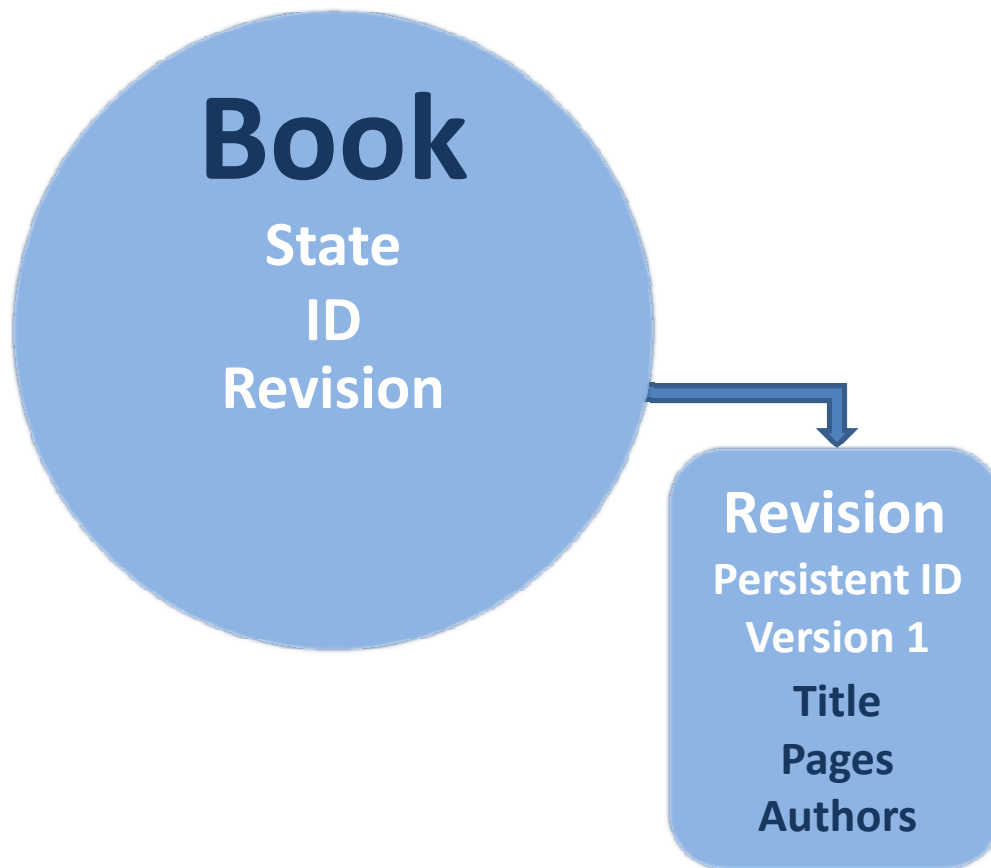 Book
State
ID
Revision
Revision
Persistent ID
Version 1
Title
Pages
Authors